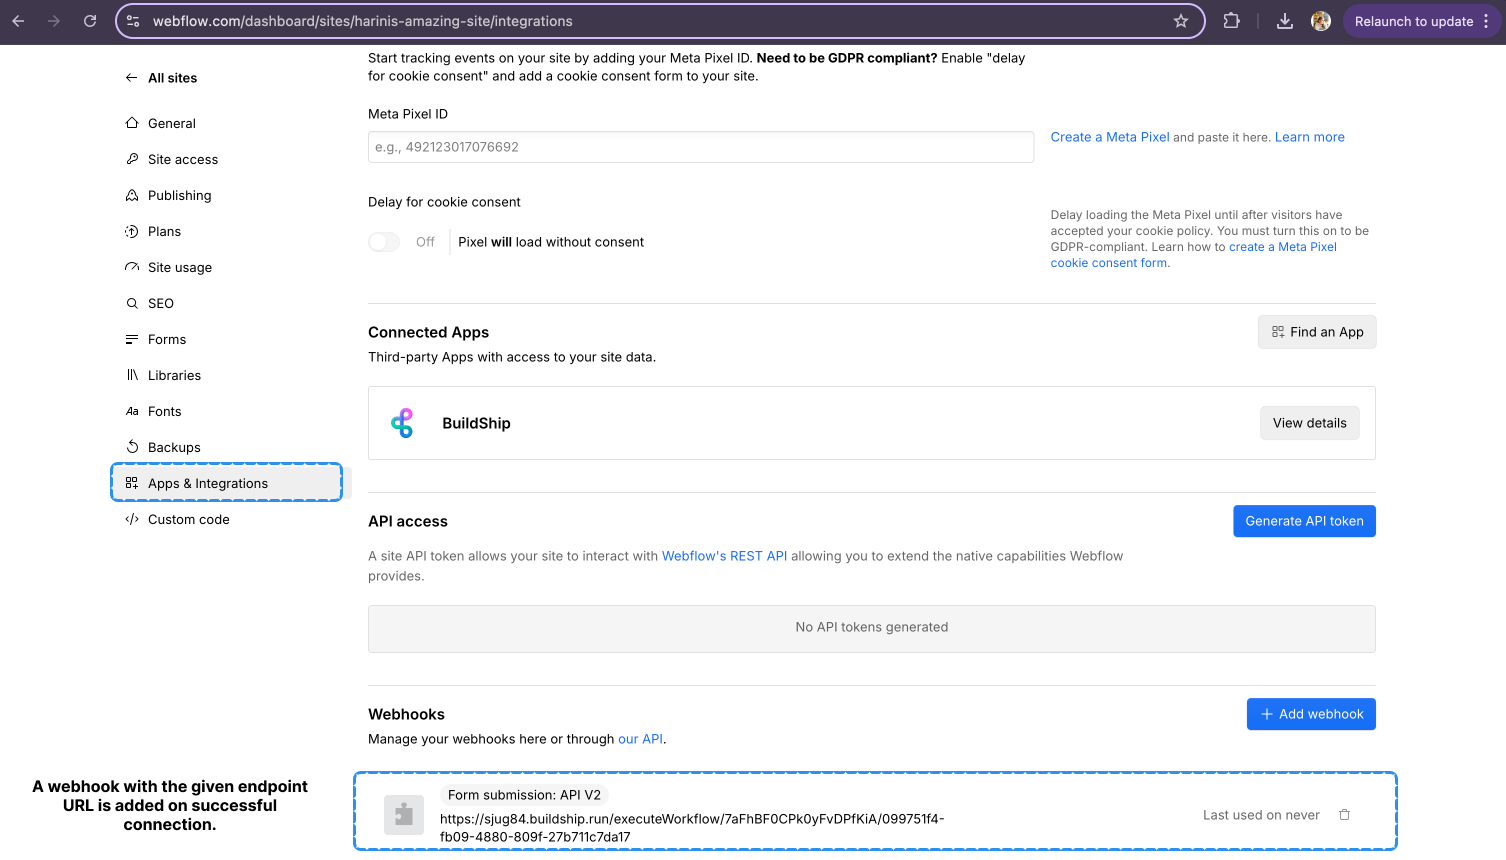 webflow.com/dashboard/sites/harinis-amazing-site/integrations
Relaunch to update
All sites
General
Site access
Publishing
Plans
Site usage
SEO
Forms
Libraries
Fonts
Backups
Apps & Integrations
Custom code
Start tracking events on your site by adding your Meta Pixel ID. Need to be GDPR compliant? Enable "delay
for cookie consent" and add a cookie consent form to your site.
Meta Pixel ID
e.g., 492123017076692
Create a Meta Pixel and paste it here. Learn more
Delay for cookie consent
Off
Pixel will load without consent
Delay loading the Meta Pixel until after visitors have
accepted your cookie policy. You must turn this on to be
GDPR-compliant. Learn how to create a Meta Pixel
cookie consent form.
Connected Apps
Find an App
Third-party Apps with access to your site data.
BuildShip
View details
API access
Generate API token
A site API token allows your site to interact with Webflow's REST API allowing you to extend the native capabilities Webflow
provides.
No API tokens generated
Webhooks
Add webhook
Manage your webhooks here or through our API.
A webhook with the given endpoint
URL is added on successful
connection.
Form submission: API V2
https://sjug84.buildship.run/executeWorkflow/7aFhBF0CPk0yFvDPfKiA/099751f4-
fb09-4880-809f-27b711c7da17
Last used on never